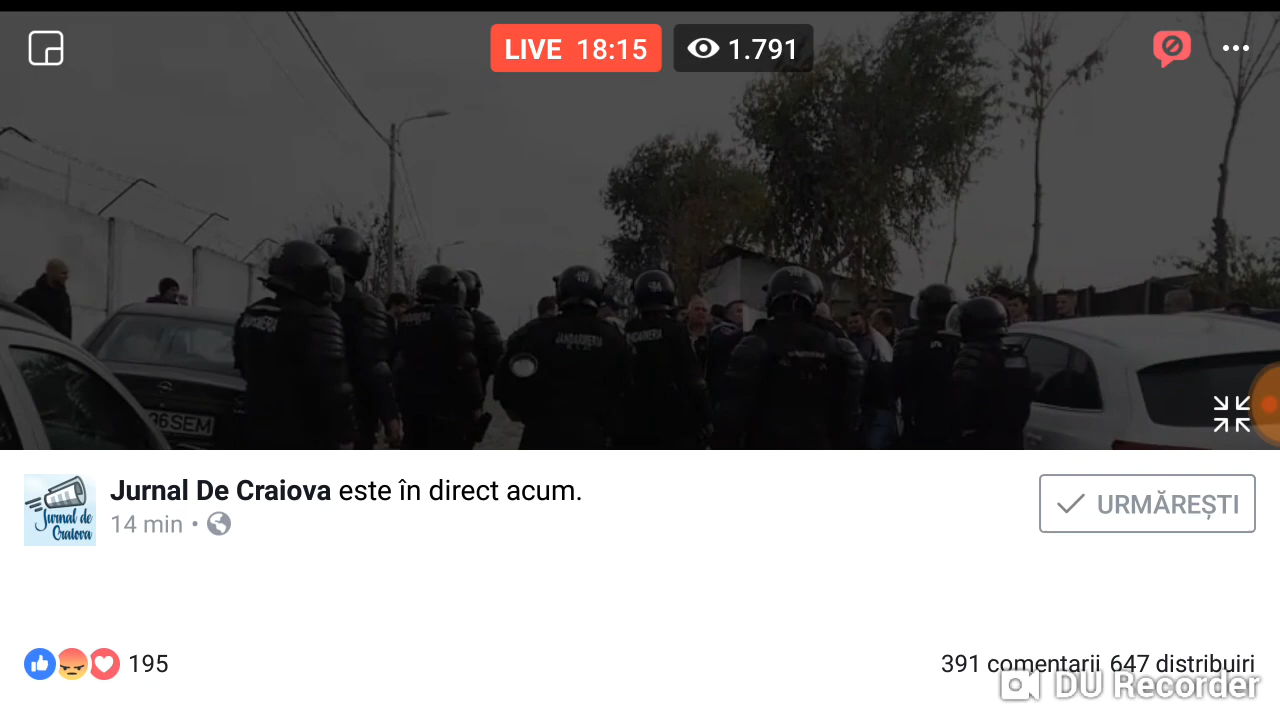 LIVE 18:15 1.791
JANDARMERIA
JANDARMERIA
96SEM
Jurnal De Craiova este în direct acum.
14 min •
URMĂREȘTI
Jurnal de
Craiova
195
391 comentarii 647 distribuiri
DU Recorder